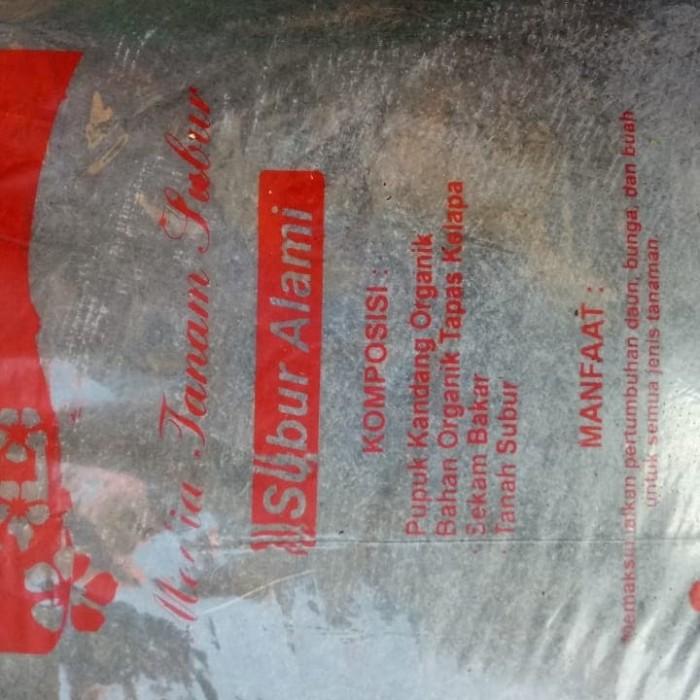 Media Tanam Subur
Subur Alami
KOMPOSISI :
Pupuk Kandang Organik
Bahan Organik Tapas Kelapa
Sekam Bakar
Tanah Subur
MANFAAT :
memaksimalkan pertumbuhan daun, bunga, dan buah
untuk semua jenis tanaman